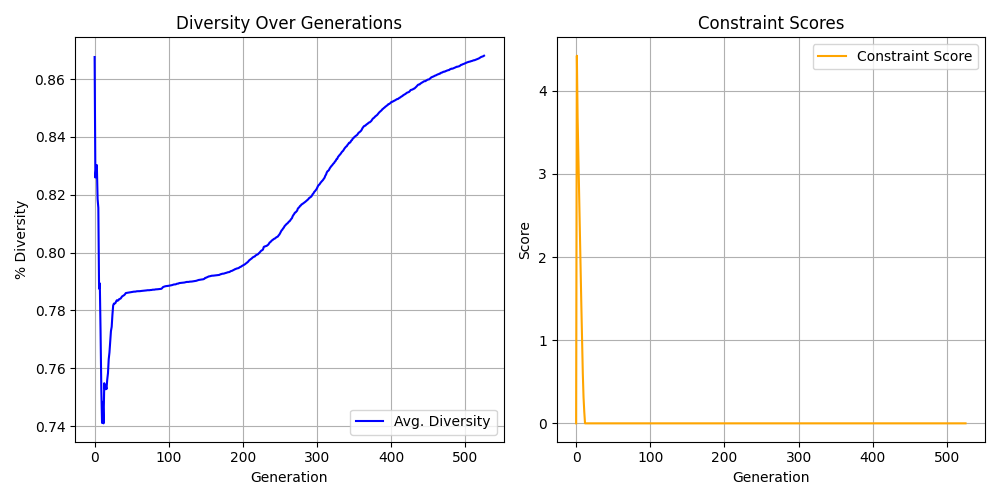 Diversity Over Generations
% Diversity
0.86
0.84
0.82
0.80
0.78
0.76
0.74
0 100 200 300 400 500
Generation
Avg. Diversity
Constraint Scores
Score
4
3
2
1
0
0 100 200 300 400 500
Generation
Constraint Score